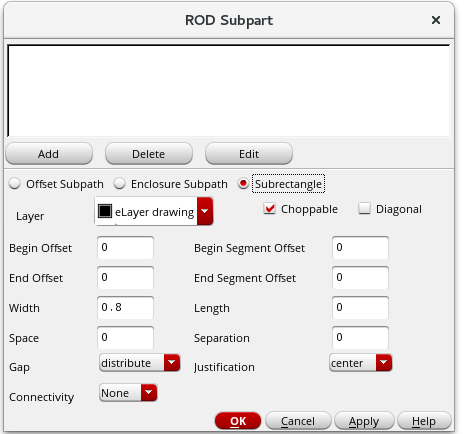 ROD Subpart
Add Delete Edit
Offset Subpath Enclosure Subpath Subrectangle
Layer eLayer drawing Choppable Diagonal
Begin Offset 0 Begin Segment Offset 0
End Offset 0 End Segment Offset 0
Width 0.8 Length 0
Space 0 Separation 0
Gap distribute Justification center
Connectivity None
OK Cancel Apply Help